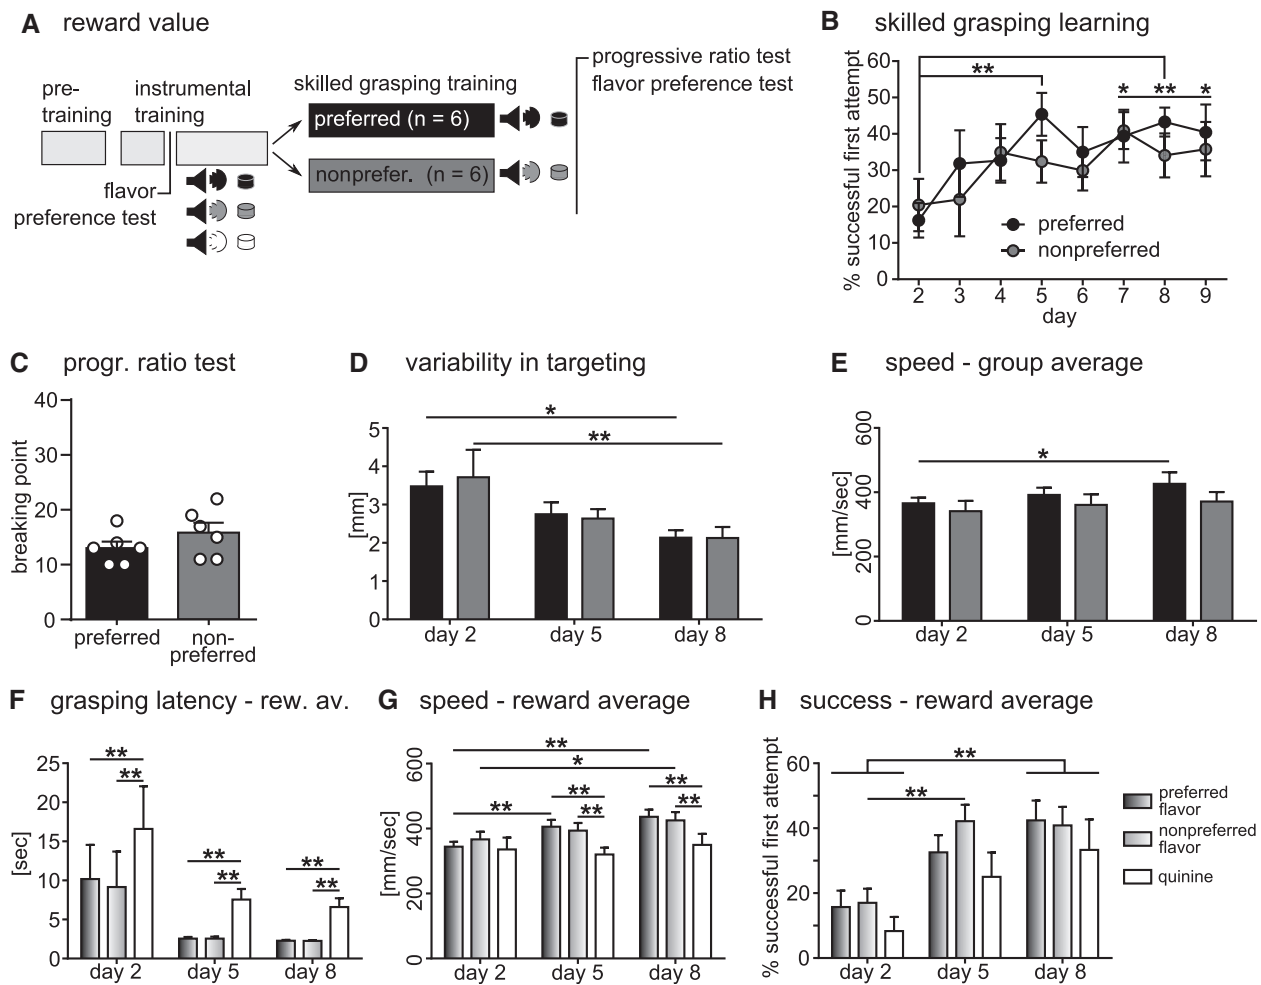 A reward value
pre-
training
instrumental
training
flavor
preference test
skilled grasping training
preferred (n = 6)
nonprefer. (n = 6)
progressive ratio test
flavor preference test
B skilled grasping learning
% successful first attempt
60
50
40
30
20
10
0
**
* ** *
preferred
nonpreferred
2 3 4 5 6 7 8 9
day
C progr. ratio test
breaking point
40
30
20
10
0
preferred
non-
preferred
D variability in targeting
[mm]
5
4
3
2
1
0
*
**
day 2 day 5 day 8
E speed - group average
[mm/sec]
600
400
200
0
*
day 2 day 5 day 8
F grasping latency - rew. av.
[sec]
25
20
15
10
5
0
**
**
**
**
**
**
day 2 day 5 day 8
G speed - reward average
[mm/sec]
600
400
200
0
**
*
**
**
**
**
**
day 2 day 5 day 8
H success - reward average
% successful first attempt
60
40
20
0
**
**
day 2 day 5 day 8
preferred
flavor
nonpreferred
flavor
quinine